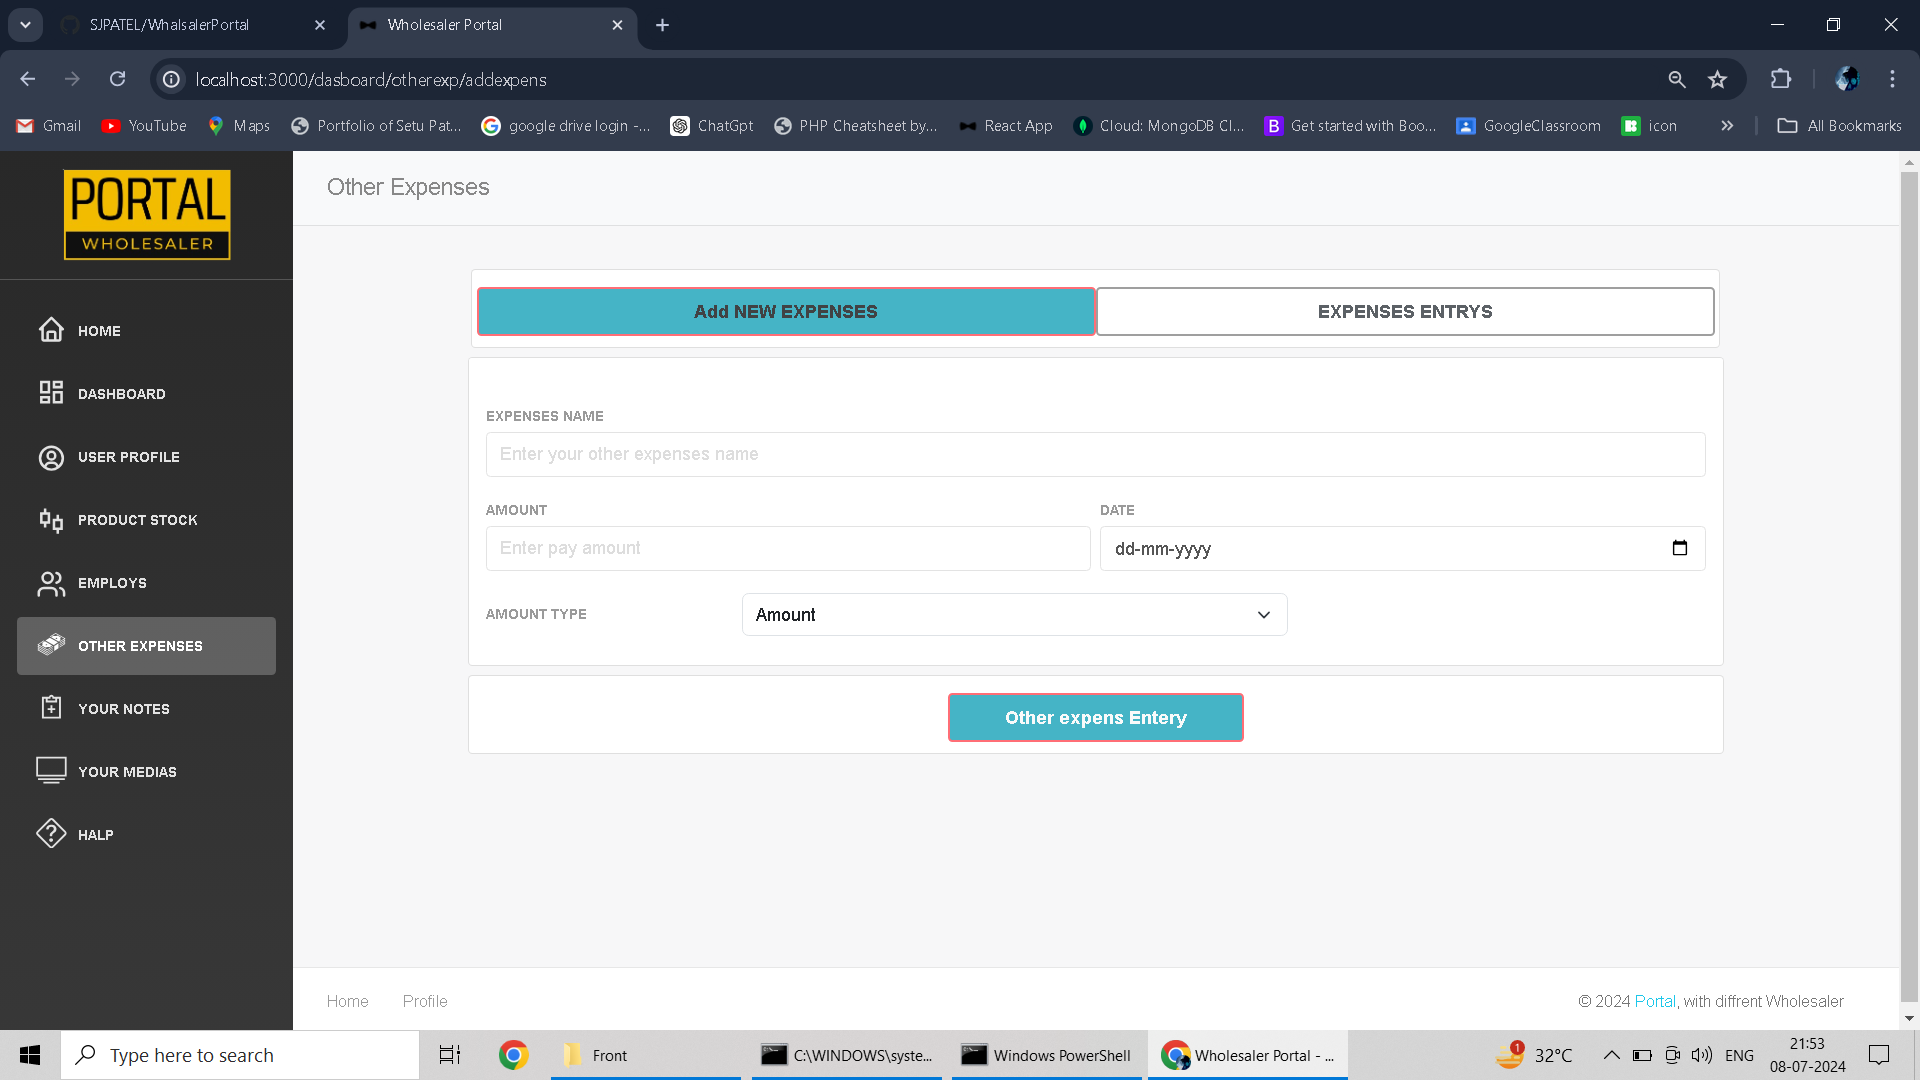 SJPATEL/WhalsalerPortal
Wholesaler Portal
localhost:3000/dasboard/otherexp/addexpens
Gmail
YouTube
Maps
Portfolio of Setu Pat...
google drive login -...
ChatGpt
PHP Cheatsheet by...
React App
Cloud: MongoDB Cl...
Get started with Boo...
GoogleClassroom
icon
All Bookmarks
PORTAL
WHOLESALER
HOME
DASHBOARD
USER PROFILE
PRODUCT STOCK
EMPLOYS
OTHER EXPENSES
YOUR NOTES
YOUR MEDIAS
HALP
Other Expenses
Add NEW EXPENSES
EXPENSES ENTRYS
EXPENSES NAME
Enter your other expenses name
AMOUNT
DATE
Enter pay amount
dd-mm-yyyy
AMOUNT TYPE
Amount
Other expens Entery
Home
Profile
© 2024 Portal, with diffrent Wholesaler
Type here to search
Front
C:\WINDOWS\syste...
Windows PowerShell
Wholesaler Portal - ...
1
32°C
ENG
21:53
08-07-2024